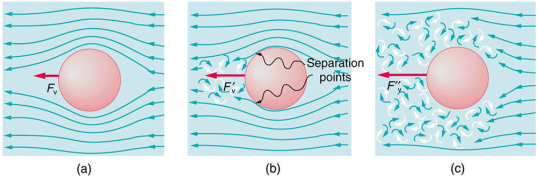 Fv
(a)
F′v
Separation
points
(b)
F″v
(c)